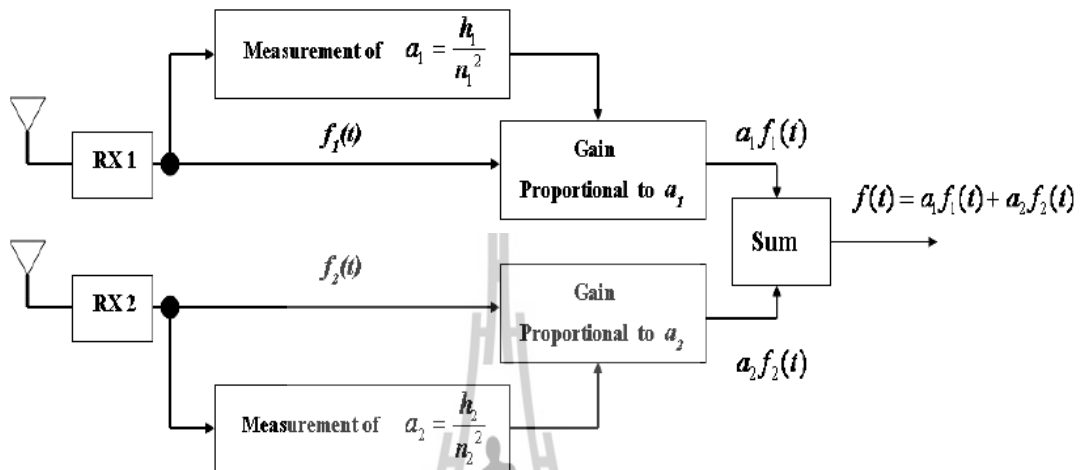 Measurement of a₁ = h₁ / n₁²
f₁(t)
RX 1
Gain
Proportional to a₁
a₁f₁(t)
f(t) = a₁f₁(t) + a₂f₂(t)
Sum
f₂(t)
RX 2
Gain
Proportional to a₂
a₂f₂(t)
Measurement of a₂ = h₂ / n₂²